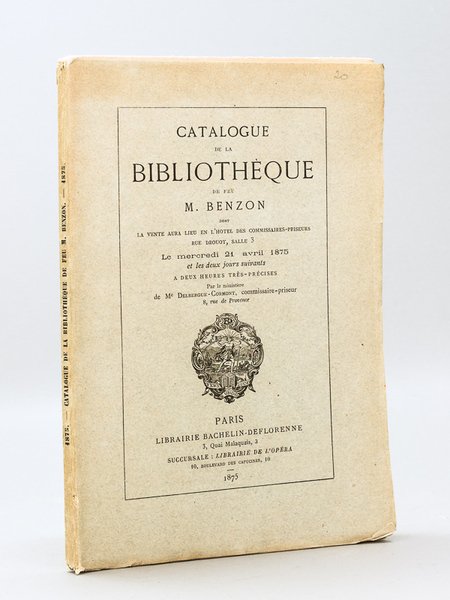 20
CATALOGUE
DE LA
BIBLIOTHÈQUE
DE FEU
M. BENZON
DONT
LA VENTE AURA LIEU EN L'HOTEL DES COMMISSAIRES-PRISEURS
RUE DROUOT, SALLE 3
Le mercredi 21 avril 1875
et les deux jours suivants
A DEUX HEURES TRÈS-PRÉCISES
Par le ministère
de Me DELBERGUE-CORMONT, commissaire-priseur
8, rue de Provence
PARIS
LIBRAIRIE BACHELIN-DEFLORENNE
3, Quai Malaquais, 3
SUCCURSALE : LIBRAIRIE DE L'OPÉRA
10, BOULEVARD DES CAPUCINES, 10
1875
1875. — CATALOGUE DE LA BIBLIOTHÈQUE DE FEU M. BENZON. — 1875.